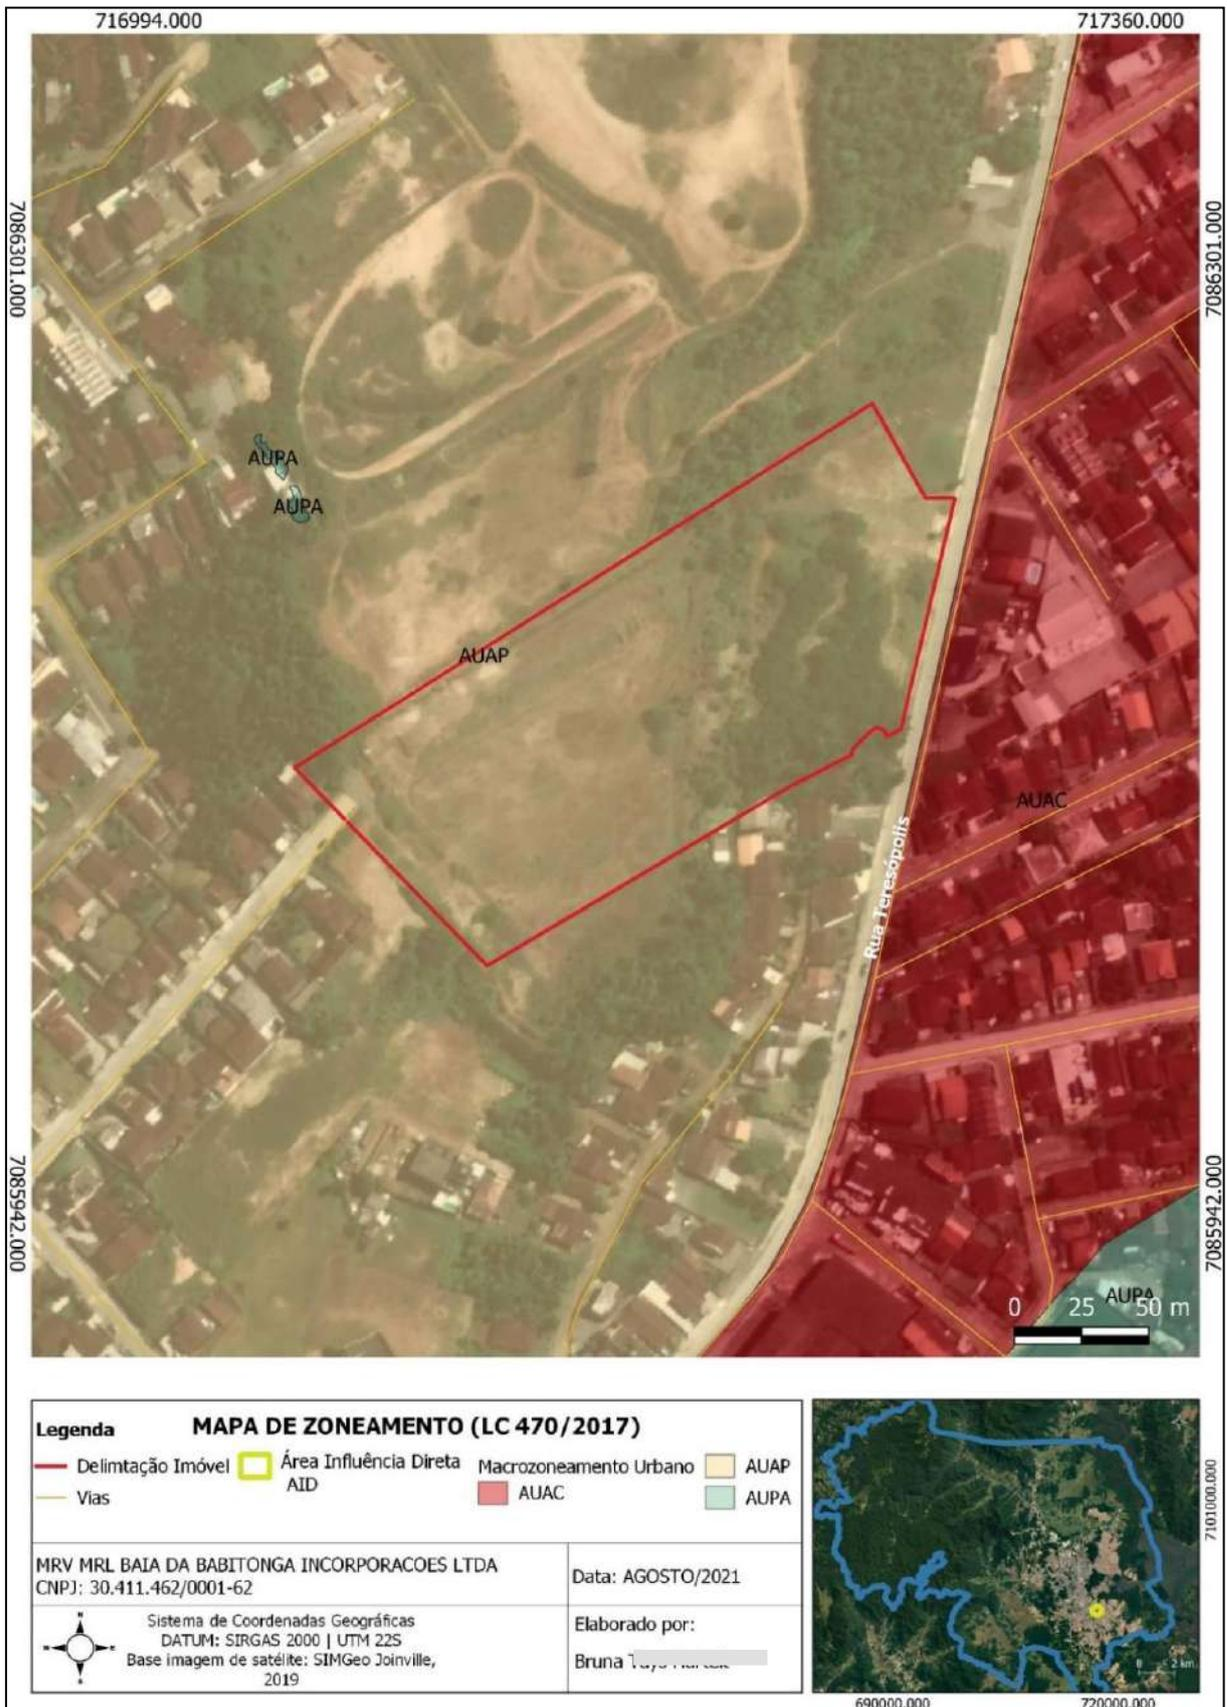 716994.000
717360.000
7086301.000
7086301.000
AUPA
AUPA
AUAP
AUAC
Rua Teresópolis
7085942.000
7085942.000
AUPA
0 25 50 m
Legenda
MAPA DE ZONEAMENTO (LC 470/2017)
Delimtação Imóvel
Área Influência Direta
AID
Macrozoneamento Urbano
AUAP
Vias
AUAC
AUPA
MRV MRL BAIA DA BABITONGA INCORPORACOES LTDA
CNPJ: 30.411.462/0001-62
Data: AGOSTO/2021
Sistema de Coordenadas Geográficas
DATUM: SIRGAS 2000 | UTM 22S
Base imagem de satélite: SIMGeo Joinville,
2019
Elaborado por:
Bruna
7101000.000
2 km
690000.000
720000.000